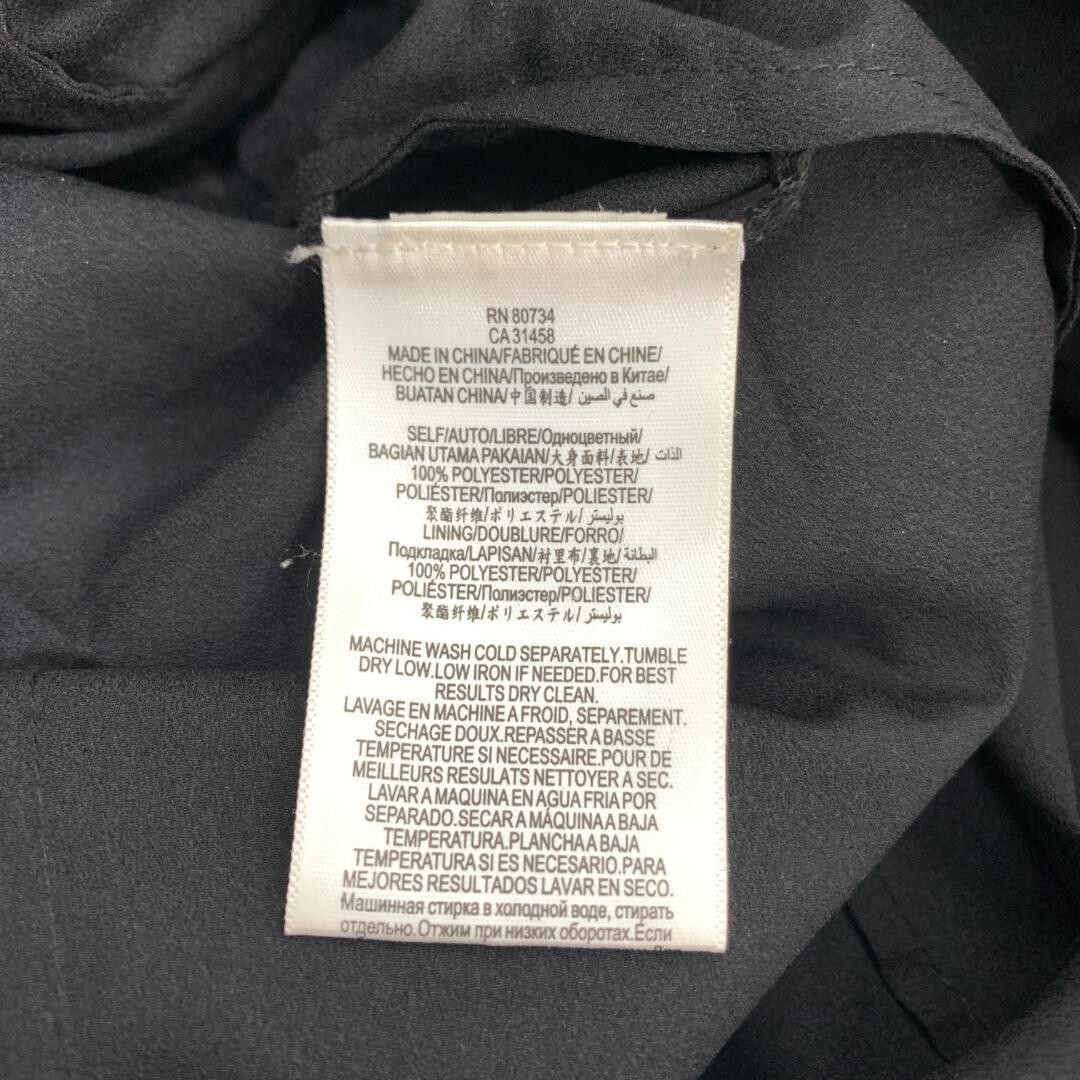 RN 80734
CA 31458
MADE IN CHINA/FABRIQUÉ EN CHINE/
HECHO EN CHINA/Произведено в Китае/
BUATAN CHINA/中国制造/ صنع في الصين
SELF/AUTO/LIBRE/Одноцветный/
BAGIAN UTAMA PAKAIAN/大身面料/表地/ الذات
100% POLYESTER/POLYESTER/
POLIÉSTER/Полиэстер/POLIESTER/
聚酯纤维/ポリエステル/ بوليستر
LINING/DOUBLURE/FORRO/
Подкладка/LAPISAN/衬里布/裏地/ البطانة
100% POLYESTER/POLYESTER/
POLIÉSTER/Полиэстер/POLIESTER/
聚酯纤维/ポリエステル/ بوليستر
MACHINE WASH COLD SEPARATELY.TUMBLE
DRY LOW.LOW IRON IF NEEDED.FOR BEST
RESULTS DRY CLEAN.
LAVAGE EN MACHINE A FROID, SEPAREMENT.
SECHAGE DOUX.REPASSER A BASSE
TEMPERATURE SI NECESSAIRE.POUR DE
MEILLEURS RESULATS NETTOYER A SEC.
LAVAR A MAQUINA EN AGUA FRIA POR
SEPARADO.SECAR A MÁQUINA A BAJA
TEMPERATURA.PLANCHA A BAJA
TEMPERATURA SI ES NECESARIO.PARA
MEJORES RESULTADOS LAVAR EN SECO.
Машинная стирка в холодной воде, стирать
отдельно.Отжим при низких оборотах.Если